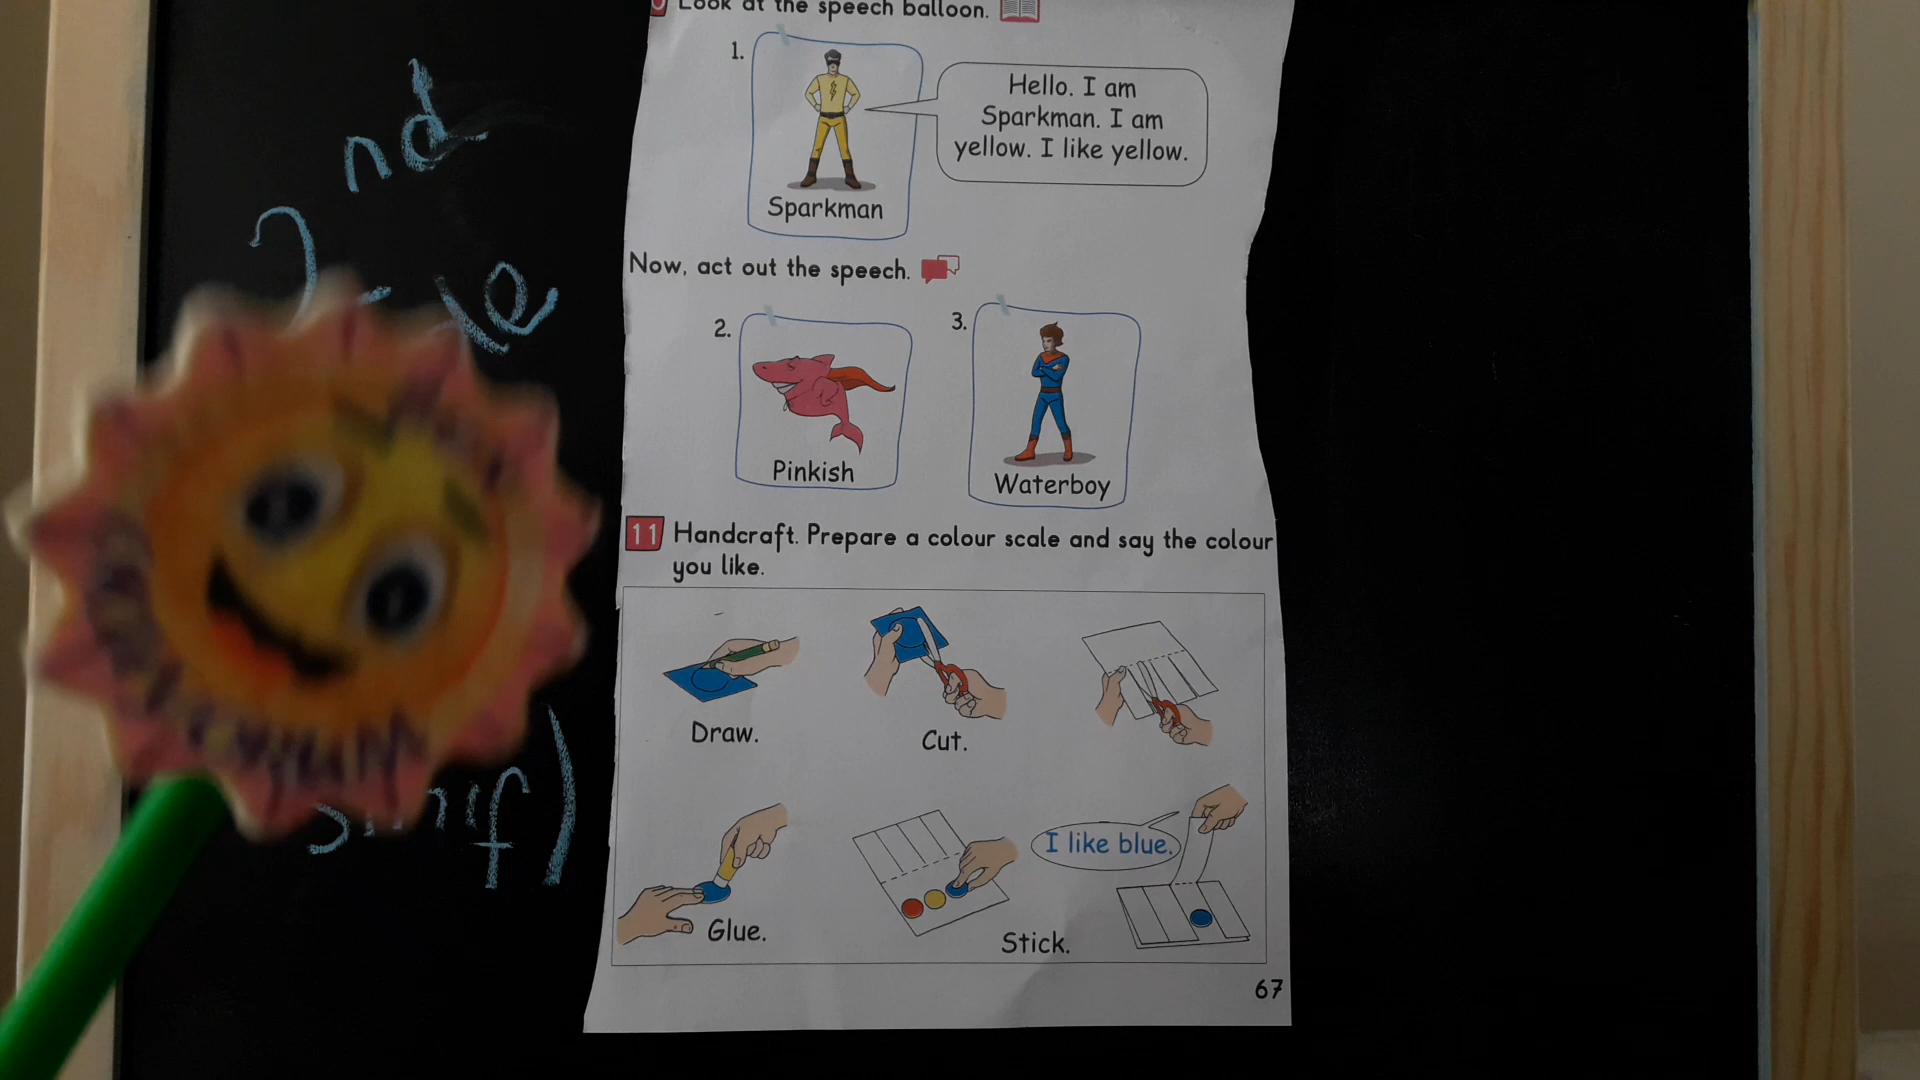 Look at the speech balloon.
1.
Hello. I am
Sparkman. I am
yellow. I like yellow.
Sparkman
Now, act out the speech.
2.
3.
Pinkish
Waterboy
11 Handcraft. Prepare a colour scale and say the colour
you like.
Draw.
Cut.
I like blue.
Glue.
Stick.
67
2nd